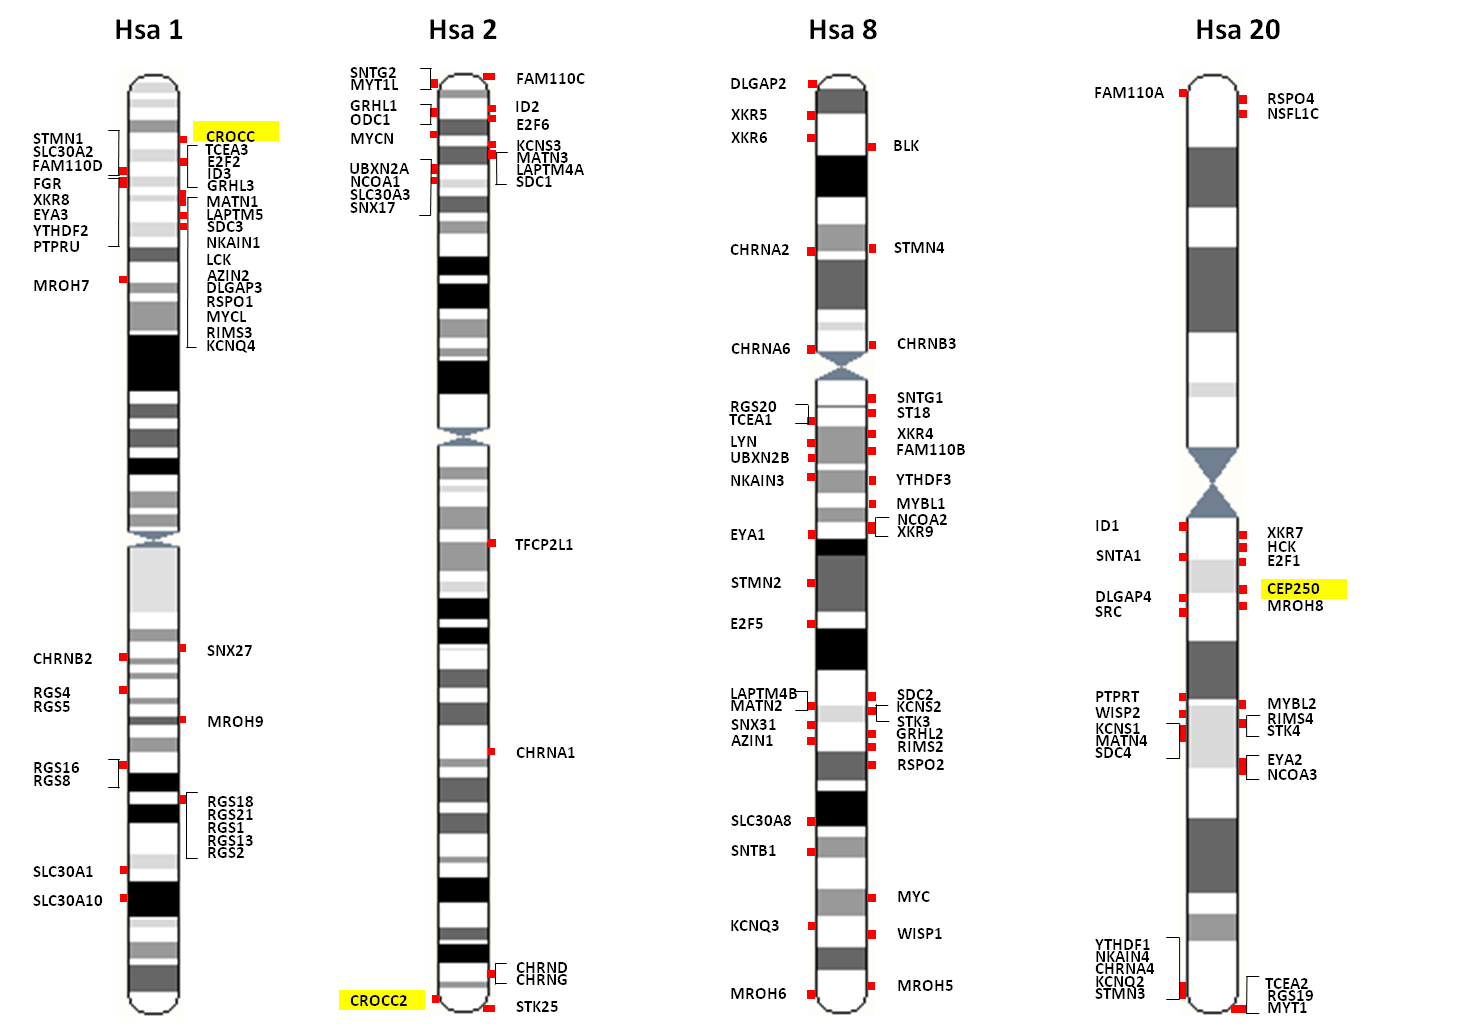 Hsa 1
STMN1
SLC30A2
FAM110D
FGR
XKR8
EYA3
YTHDF2
PTPRU
MROH7
CHRNB2
RGS4
RGS5
RGS16
RGS8
SLC30A1
SLC30A10
CROCC
TCEA3
E2F2
ID3
GRHL3
MATN1
LAPTM5
SDC3
NKAIN1
LCK
AZIN2
DLGAP3
RSPO1
MYCL
RIMS3
KCNQ4
SNX27
MROH9
RGS18
RGS21
RGS1
RGS13
RGS2
Hsa 2
SNTG2
MYT1L
GRHL1
ODC1
MYCN
UBXN2A
NCOA1
SLC30A3
SNX17
CROCC2
FAM110C
ID2
E2F6
KCNS3
MATN3
LAPTM4A
SDC1
TFCP2L1
CHRNA1
CHRND
CHRNG
STK25
Hsa 8
DLGAP2
XKR5
XKR6
CHRNA2
CHRNA6
RGS20
TCEA1
LYN
UBXN2B
NKAIN3
EYA1
STMN2
E2F5
LAPTM4B
MATN2
SNX31
AZIN1
SLC30A8
SNTB1
KCNQ3
MROH6
BLK
STMN4
CHRNB3
SNTG1
ST18
XKR4
FAM110B
YTHDF3
MYBL1
NCOA2
XKR9
SDC2
KCNS2
STK3
GRHL2
RIMS2
RSPO2
MYC
WISP1
MROH5
Hsa 20
FAM110A
ID1
SNTA1
DLGAP4
SRC
PTPRT
WISP2
KCNS1
MATN4
SDC4
YTHDF1
NKAIN4
CHRNA4
KCNQ2
STMN3
RSPO4
NSFL1C
XKR7
HCK
E2F1
CEP250
MROH8
MYBL2
RIMS4
STK4
EYA2
NCOA3
TCEA2
RGS19
MYT1